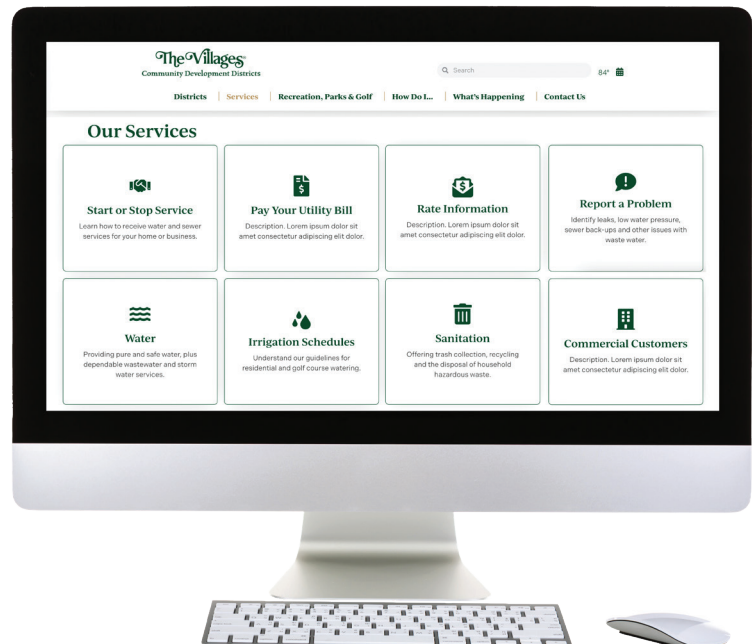 The Villages®
Community Development Districts
Search
84°
Districts
Services
Recreation, Parks & Golf
How Do I...
What's Happening
Contact Us
Our Services
Start or Stop Service
Learn how to receive water and sewer
services for your home or business.
Pay Your Utility Bill
Description. Lorem ipsum dolor sit
amet consectetur adipiscing elit dolor.
Rate Information
Description. Lorem ipsum dolor sit
amet consectetur adipiscing elit dolor.
Report a Problem
Identify leaks, low water pressure,
sower back-ups and other issues with
waste water.
Water
Providing pure and safe water, plus
dependable wastewater and storm
water services.
Irrigation Schedules
Understand our guidelines for
residential and golf course watering.
Sanitation
Offering trash collection, recycling
and the disposal of household
hazardous waste.
Commercial Customers
Description. Lorem ipsum dolor sit
amet consectetur adipiscing elit dolor.